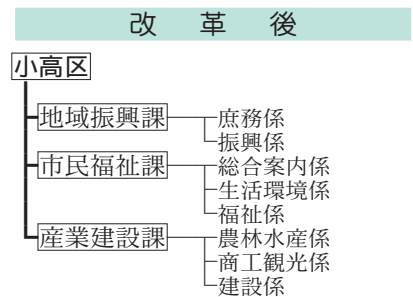 改革後
小高区
地域振興課 庶務係
振興係
市民福祉課 総合案内係
生活環境係
福祉係
産業建設課 農林水産係
商工観光係
建設係